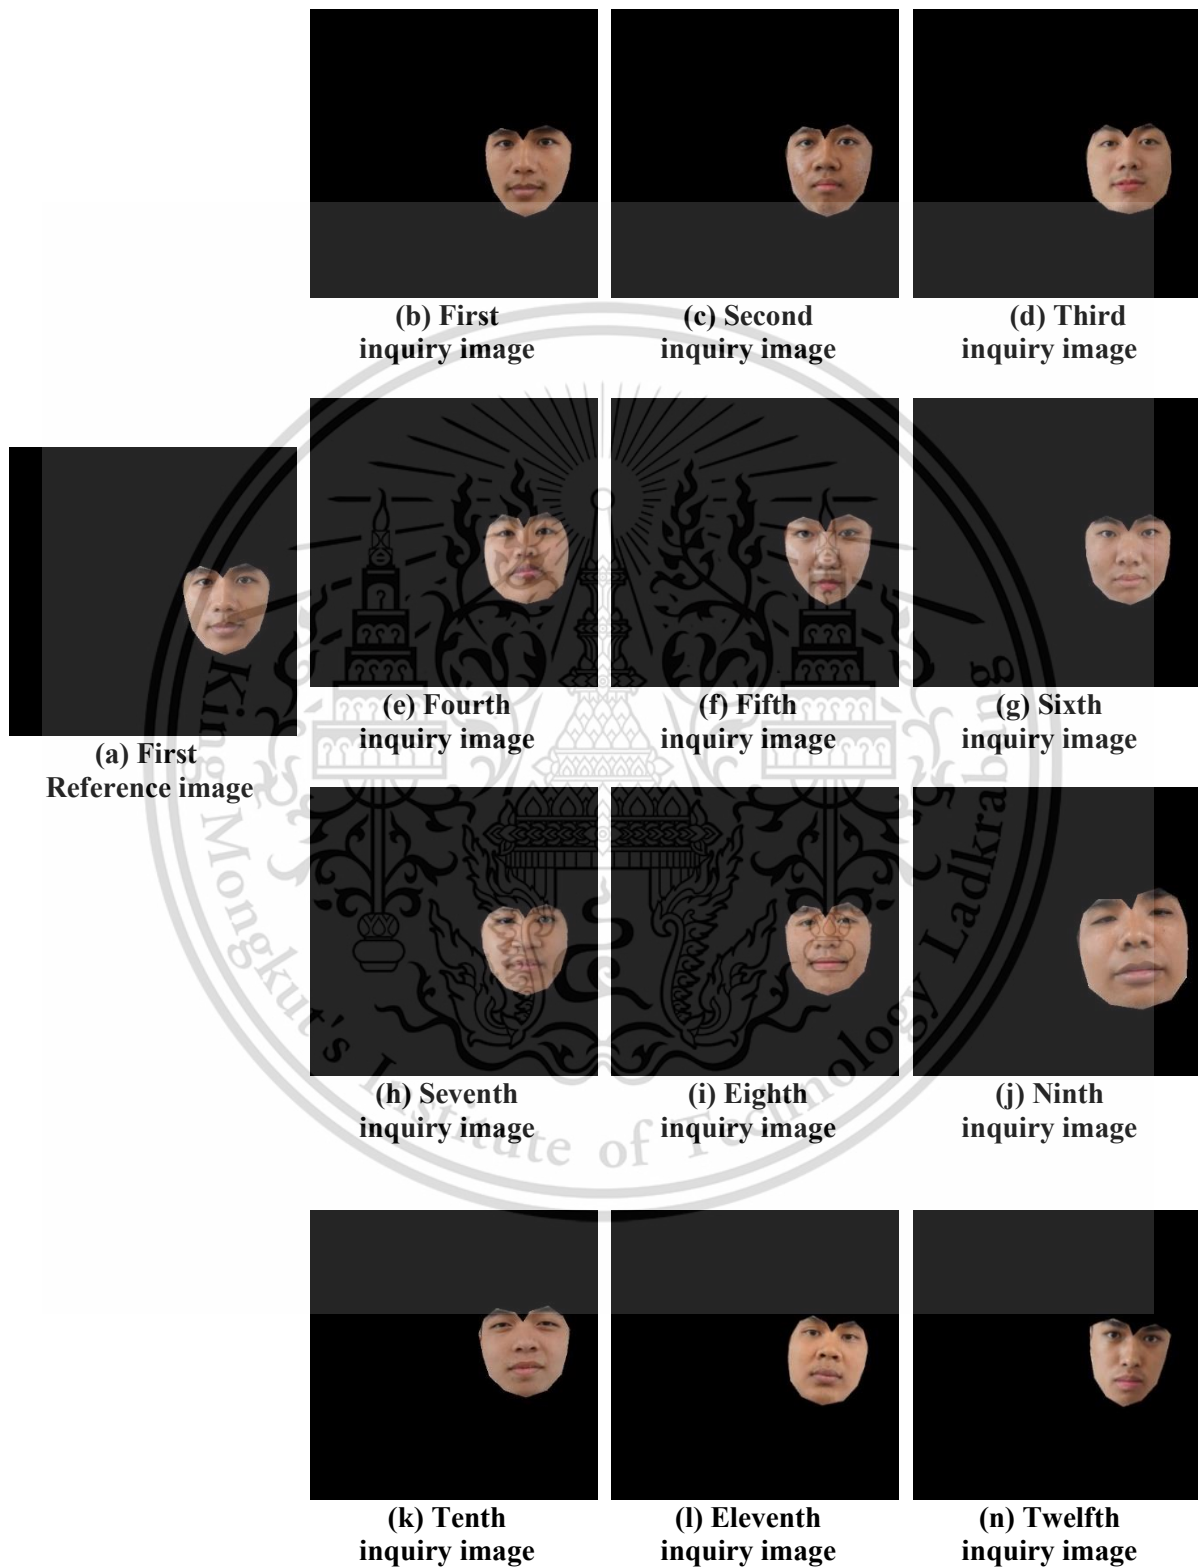 (b) First
inquiry image
(c) Second
inquiry image
(d) Third
inquiry image
(a) First
Reference image
(e) Fourth
inquiry image
(f) Fifth
inquiry image
(g) Sixth
inquiry image
(h) Seventh
inquiry image
(i) Eighth
inquiry image
(j) Ninth
inquiry image
(k) Tenth
inquiry image
(l) Eleventh
inquiry image
(n) Twelfth
inquiry image
King Mongkut's Institute of Technology Ladkrabang